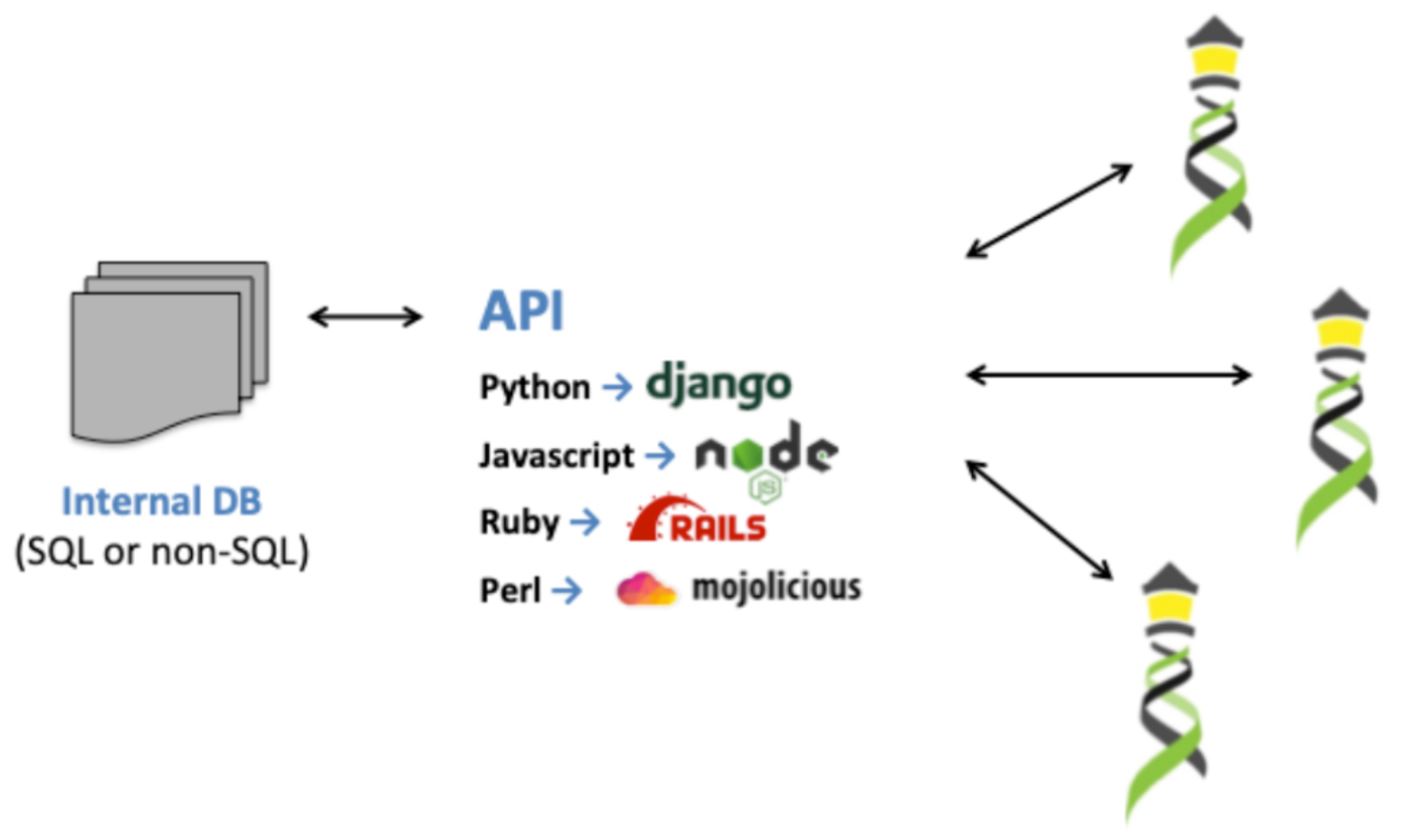 API
Python → django
Javascript → node
JS
Ruby → RAILS
Perl → mojolicious
Internal DB
(SQL or non-SQL)